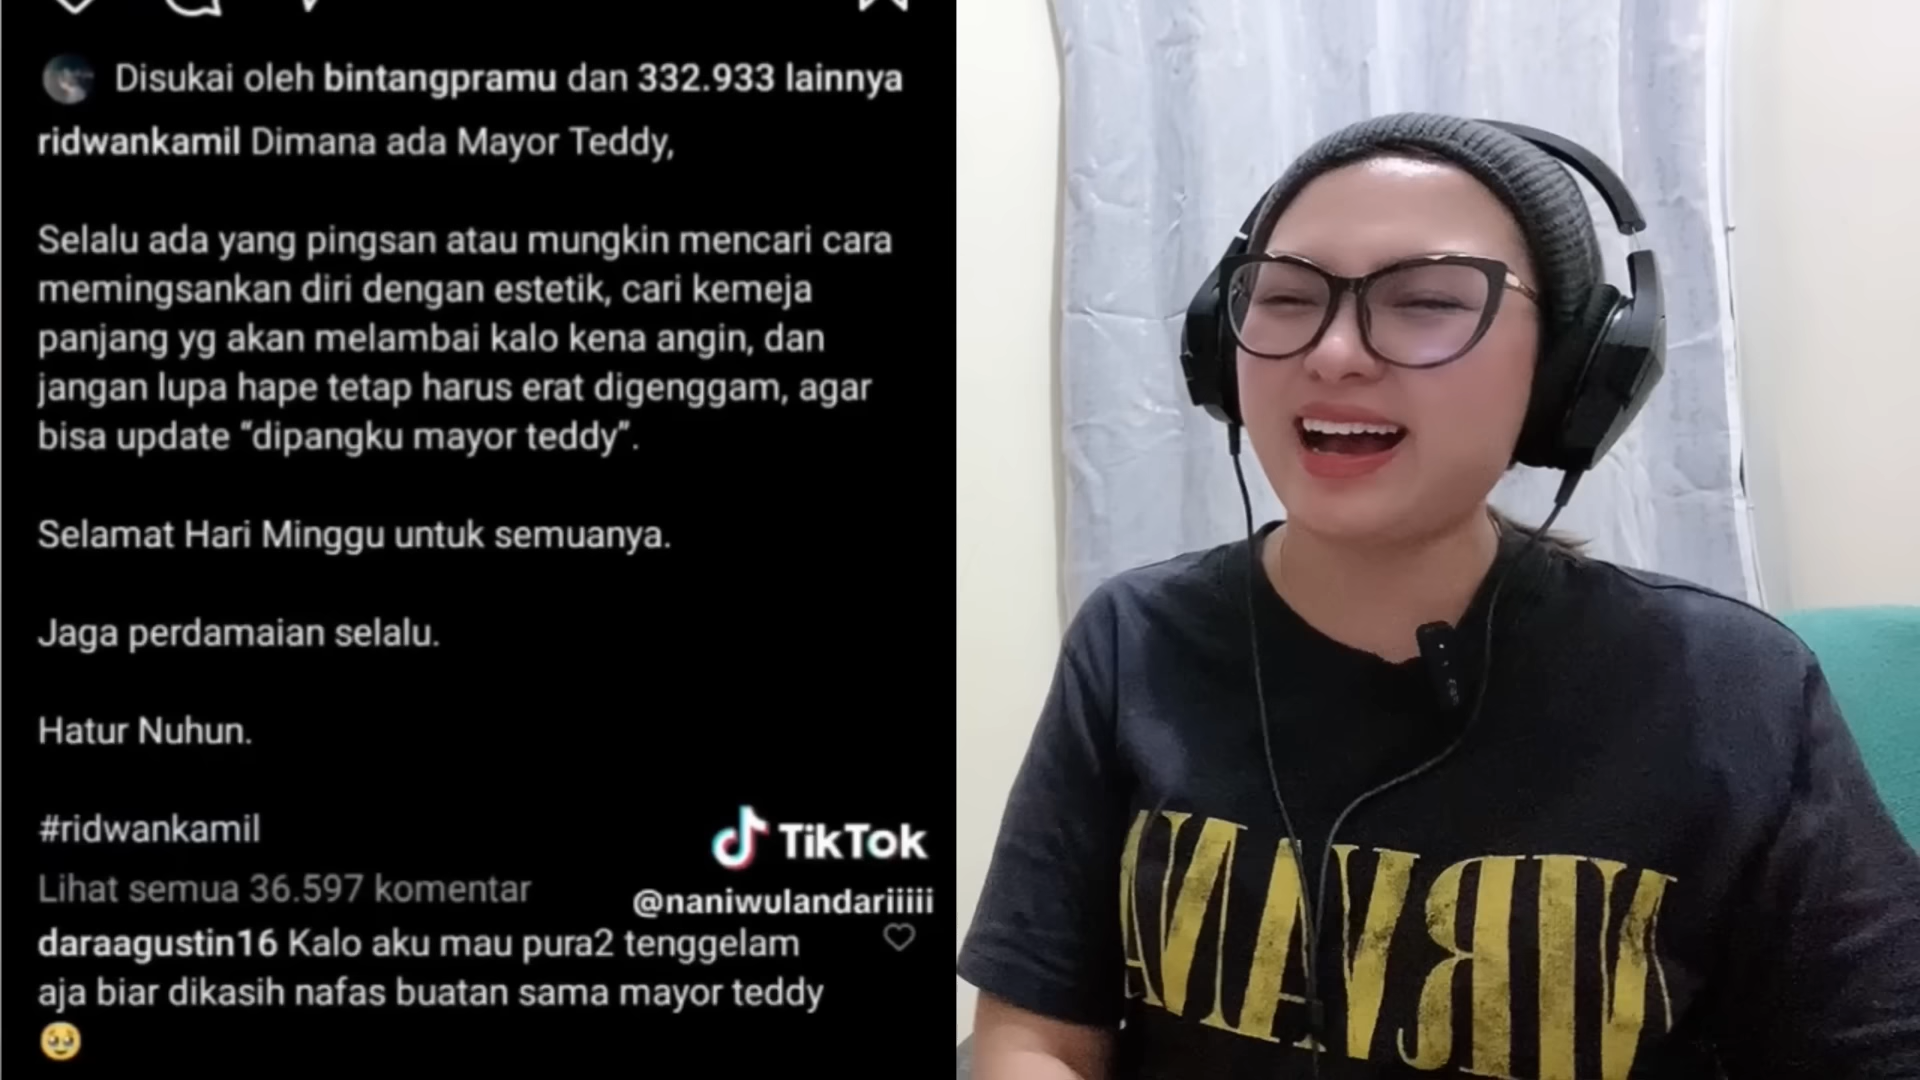 Disukai oleh bintangpramu dan 332.933 lainnya
ridwankamil Dimana ada Mayor Teddy,
Selalu ada yang pingsan atau mungkin mencari cara
memingsankan diri dengan estetik, cari kemeja
panjang yg akan melambai kalo kena angin, dan
jangan lupa hape tetap harus erat digenggam, agar
bisa update “dipangku mayor teddy”.
Selamat Hari Minggu untuk semuanya.
Jaga perdamaian selalu.
Hatur Nuhun.
#ridwankamil
Lihat semua 36.597 komentar
daraagustin16 Kalo aku mau pura2 tenggelam
aja biar dikasih nafas buatan sama mayor teddy
🥹
TikTok
@naniwulandariiiii
NIRVANA